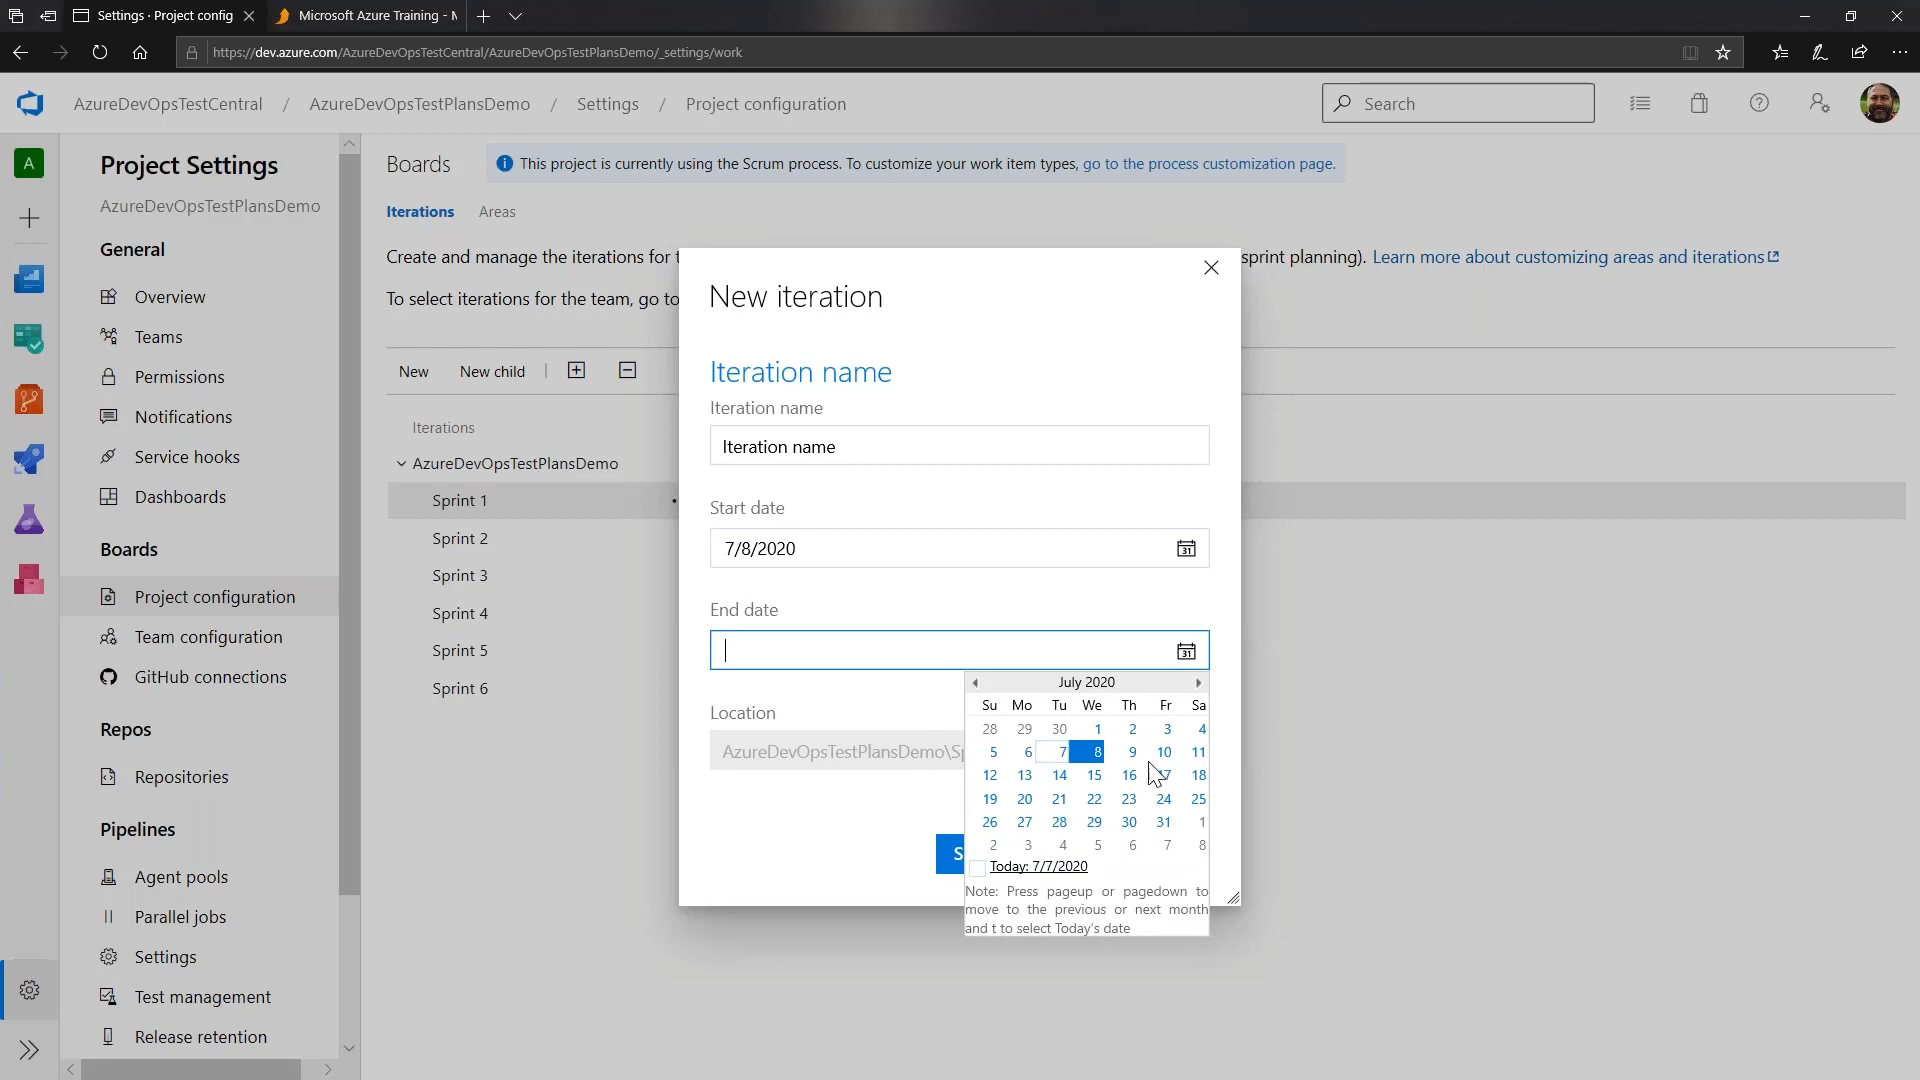 Settings · Project config
Microsoft Azure Training - M
https://dev.azure.com/AzureDevOpsTestCentral/AzureDevOpsTestPlansDemo/_settings/work
AzureDevOpsTestCentral / AzureDevOpsTestPlansDemo / Settings / Project configuration
Search
A
Project Settings
AzureDevOpsTestPlansDemo
General
Overview
Teams
Permissions
Notifications
Service hooks
Dashboards
Boards
Project configuration
Team configuration
GitHub connections
Repos
Repositories
Pipelines
Agent pools
Parallel jobs
Settings
Test management
Release retention
Boards
This project is currently using the Scrum process. To customize your work item types, go to the process customization page.
Iterations Areas
Create and manage the iterations for t
sprint planning). Learn more about customizing areas and iterations
To select iterations for the team, go to
New New child
Iterations
AzureDevOpsTestPlansDemo
Sprint 1
Sprint 2
Sprint 3
Sprint 4
Sprint 5
Sprint 6
New iteration
Iteration name
Iteration name
Iteration name
Start date
7/8/2020
31
End date
31
Location
AzureDevOpsTestPlansDemo\Sp
S
July 2020
Su Mo Tu We Th Fr Sa
28 29 30 1 2 3 4
5 6 7 8 9 10 11
12 13 14 15 16 17 18
19 20 21 22 23 24 25
26 27 28 29 30 31 1
2 3 4 5 6 7 8
Today: 7/7/2020
Note: Press pageup or pagedown to
move to the previous or next month
and t to select Today's date